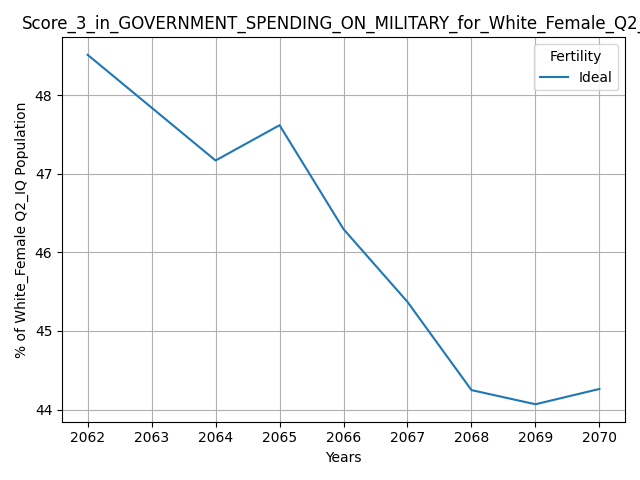 Score_3_in_GOVERNMENT_SPENDING_ON_MILITARY_for_White_Female_Q2_
Fertility
Ideal
% of White_Female Q2_IQ Population
48
47
46
45
44
2062 2063 2064 2065 2066 2067 2068 2069 2070
Years